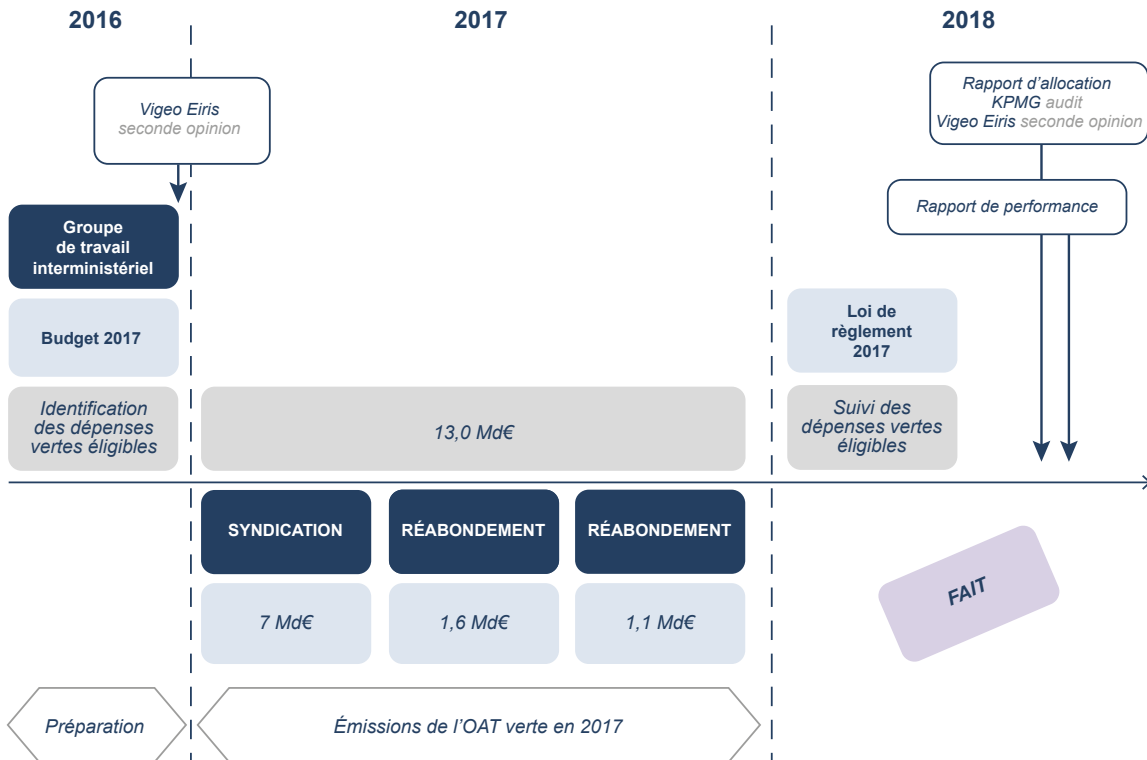 2016
2017
2018
Vigeo Eiris
seconde opinion
Rapport d'allocation
KPMG audit
Vigeo Eiris seconde opinion
Rapport de performance
Groupe
de travail
interministériel
Budget 2017
Loi de
règlement
2017
Identification
des dépenses
vertes éligibles
13,0 Md€
Suivi des
dépenses vertes
éligibles
SYNDICATION
RÉABONDEMENT
RÉABONDEMENT
7 Md€
1,6 Md€
1,1 Md€
FAIT
Préparation
Émissions de l'OAT verte en 2017